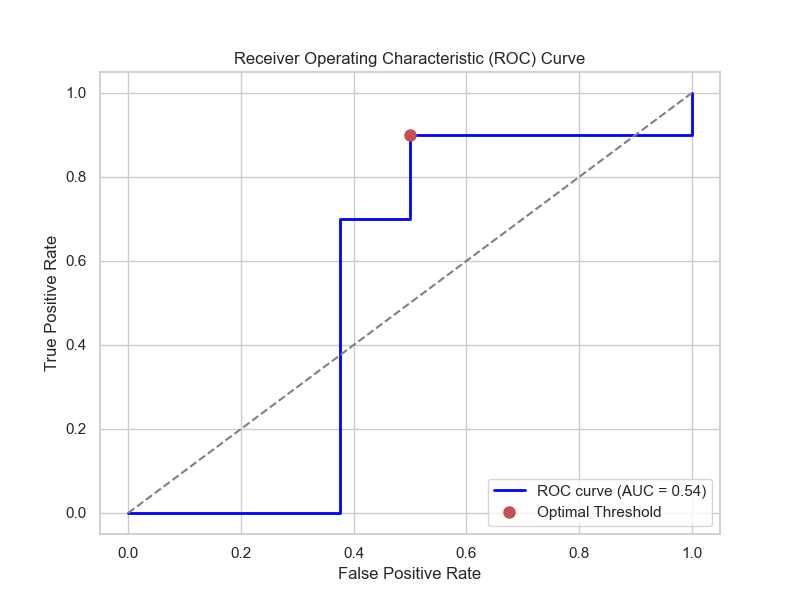 Receiver Operating Characteristic (ROC) Curve
1.0
0.8
0.6
0.4
0.2
0.0
True Positive Rate
ROC curve (AUC = 0.54)
Optimal Threshold
0.0 0.2 0.4 0.6 0.8 1.0
False Positive Rate